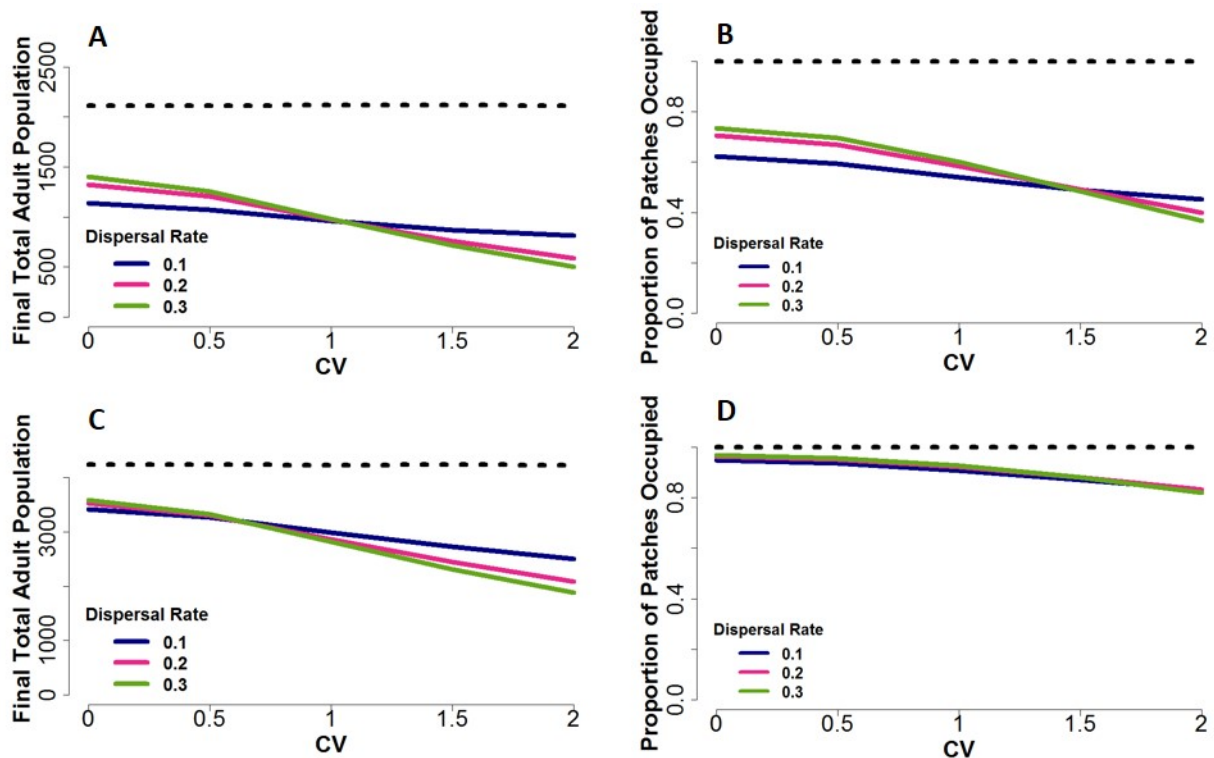 A
Final Total Adult Population
2500
1500
500
0
Dispersal Rate
0.1
0.2
0.3
0 0.5 1 1.5 2
CV
B
Proportion of Patches Occupied
0.8
0.4
0.0
Dispersal Rate
0.1
0.2
0.3
0 0.5 1 1.5 2
CV
C
Final Total Adult Population
3000
1000
0
Dispersal Rate
0.1
0.2
0.3
0 0.5 1 1.5 2
CV
D
Proportion of Patches Occupied
0.8
0.4
0.0
Dispersal Rate
0.1
0.2
0.3
0 0.5 1 1.5 2
CV